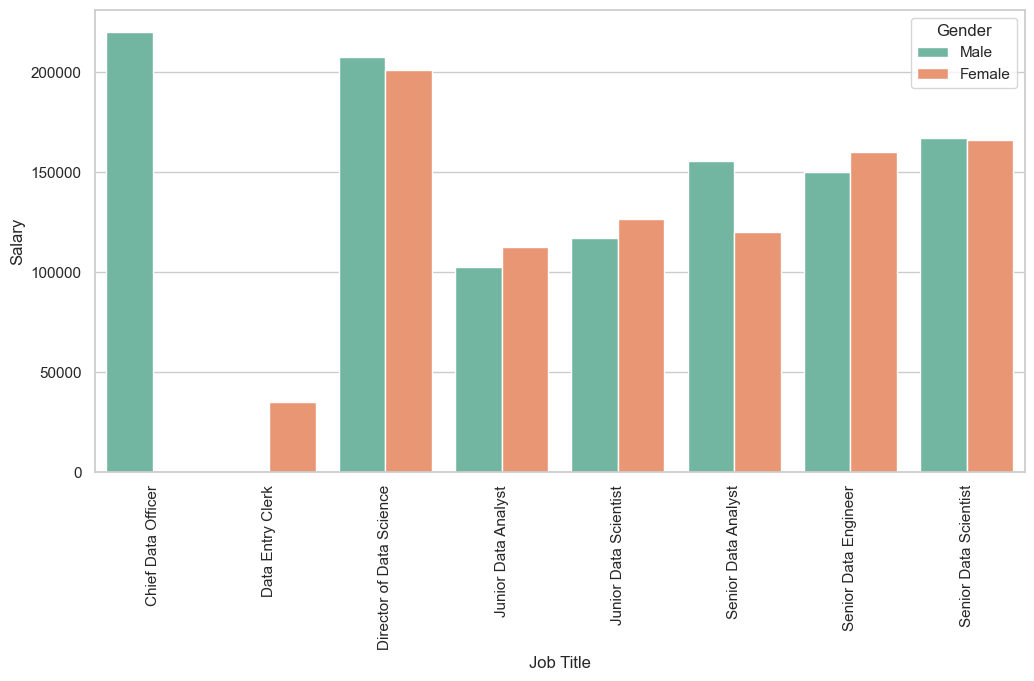 Gender
Male
Female
Salary
200000
150000
100000
50000
0
Chief Data Officer
Data Entry Clerk
Director of Data Science
Junior Data Analyst
Junior Data Scientist
Senior Data Analyst
Senior Data Engineer
Senior Data Scientist
Job Title